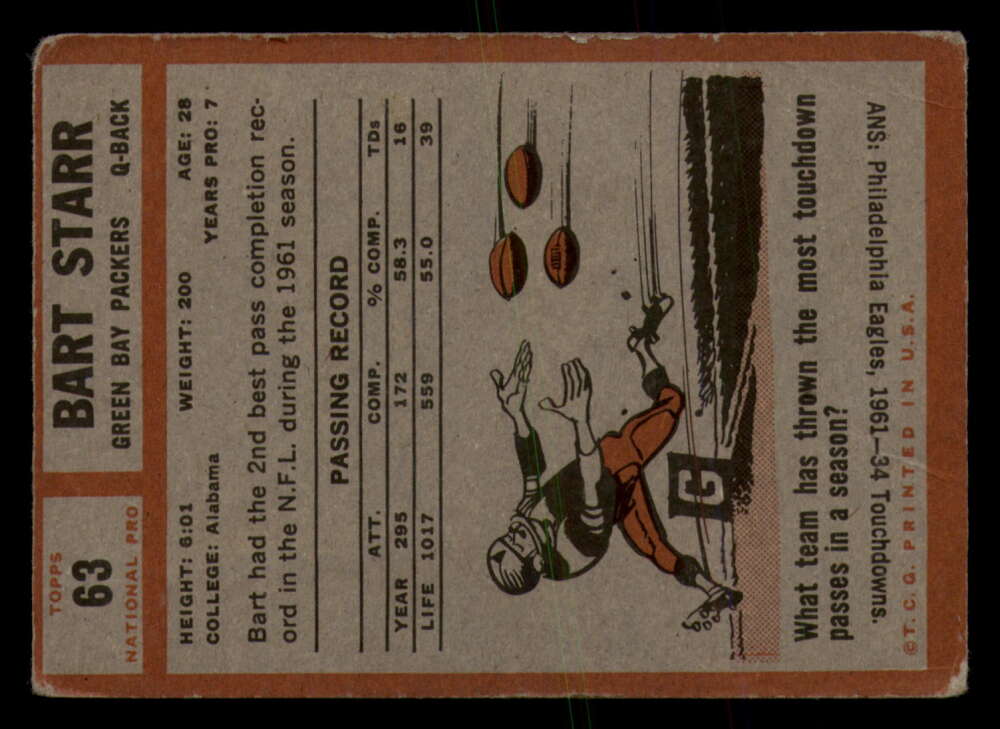 TOPPS
63
NATIONAL PRO
BART STARR
GREEN BAY PACKERS Q-BACK
HEIGHT: 6:01 WEIGHT: 200 AGE: 28
COLLEGE: Alabama YEARS PRO: 7
Bart had the 2nd best pass completion rec-
ord in the N.F.L. during the 1961 season.
PASSING RECORD
ATT. COMP. % COMP. TDs
YEAR 295 172 58.3 16
LIFE 1017 559 55.0 39
G
What team has thrown the most touchdown
passes in a season?
ANS: Philadelphia Eagles, 1961—34 Touchdowns.
©T. C. G. PRINTED IN U.S.A.